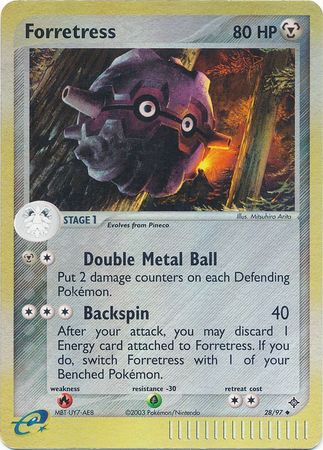 Forretress 80 HP
Illus. Mitsuhiro Arita
STAGE 1
Evolves from Pineco
Double Metal Ball
Put 2 damage counters on each Defending
Pokémon.
Backspin 40
After your attack, you may discard 1
Energy card attached to Forretress. If you
do, switch Forretress with 1 of your
Benched Pokémon.
weakness resistance -30 retreat cost
MBT-UY7-AE8 ©2003 Pokémon/Nintendo 28/97
e